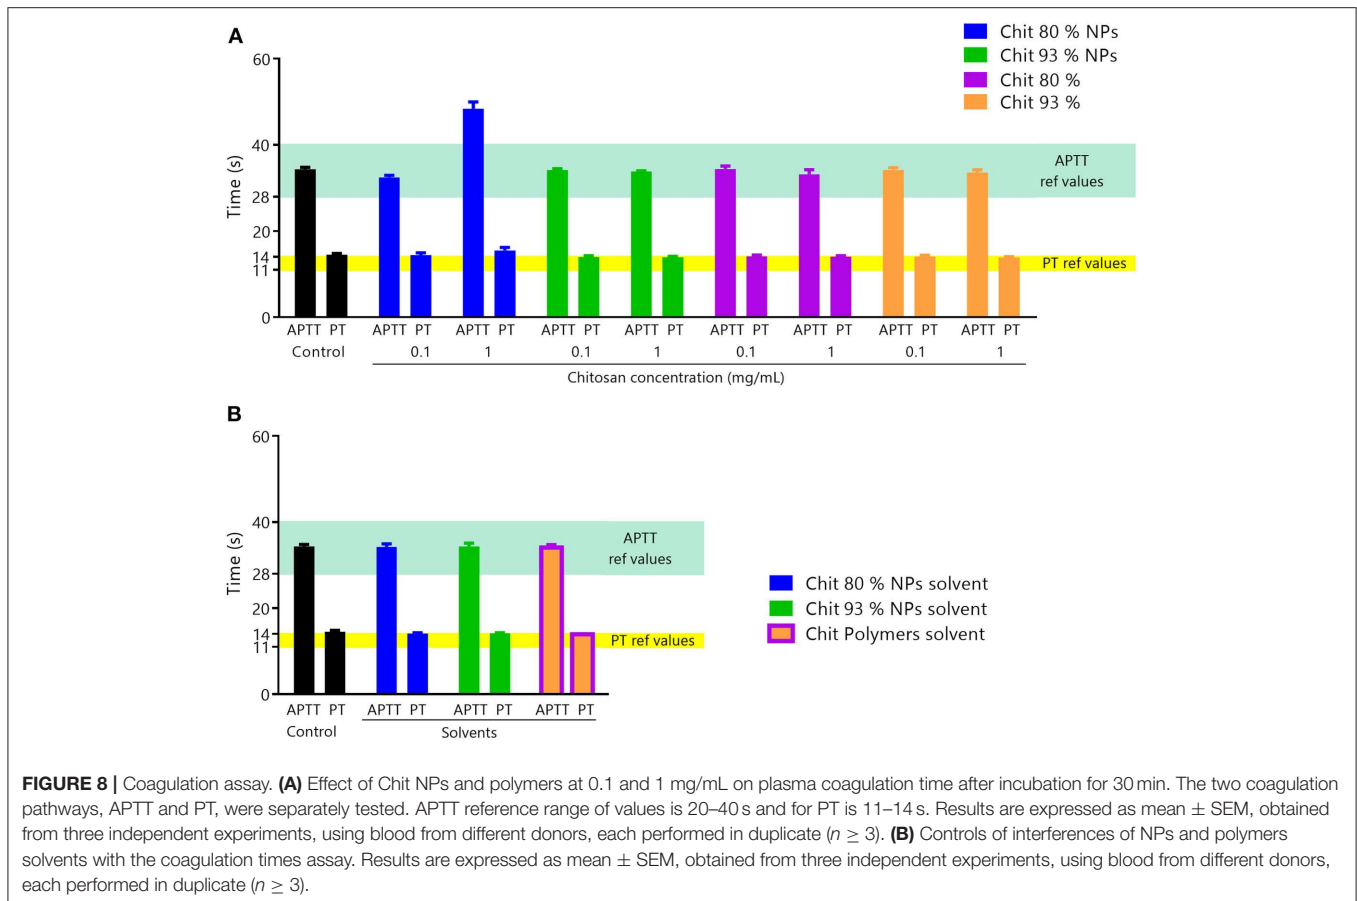 A
Chit 80 % NPs
Chit 93 % NPs
Chit 80 %
Chit 93 %
Time (s)
60
40
28
20
14
11
0
APTT
ref values
PT ref values
APTT PT APTT PT APTT PT APTT PT APTT PT APTT PT APTT PT APTT PT APTT PT
Control 0.1 1 0.1 1 0.1 1 0.1 1
Chitosan concentration (mg/mL)
B
Time (s)
60
40
28
20
14
11
0
APTT
ref values
PT ref values
Chit 80 % NPs solvent
Chit 93 % NPs solvent
Chit Polymers solvent
APTT PT APTT PT APTT PT APTT PT
Control Solvents
FIGURE 8 | Coagulation assay. (A) Effect of Chit NPs and polymers at 0.1 and 1 mg/mL on plasma coagulation time after incubation for 30 min. The two coagulation
pathways, APTT and PT, were separately tested. APTT reference range of values is 20–40 s and for PT is 11–14 s. Results are expressed as mean ± SEM, obtained
from three independent experiments, using blood from different donors, each performed in duplicate (n ≥ 3). (B) Controls of interferences of NPs and polymers
solvents with the coagulation times assay. Results are expressed as mean ± SEM, obtained from three independent experiments, using blood from different donors,
each performed in duplicate (n ≥ 3).